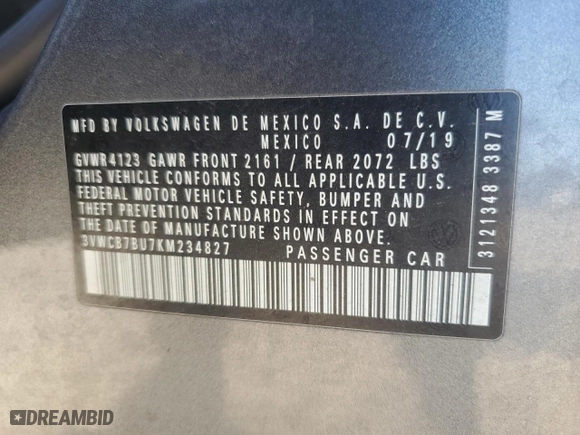 MFD BY VOLKSWAGEN DE MEXICO S.A. DE C.V.
MEXICO 07/19
GVWR4123 GAWR FRONT 2161 / REAR 2072 LBS
THIS VEHICLE CONFORMS TO ALL APPLICABLE U.S.
FEDERAL MOTOR VEHICLE SAFETY, BUMPER AND
THEFT PREVENTION STANDARDS IN EFFECT ON
THE DATE OF MANUFACTURE SHOWN ABOVE.
3VWCB7BU7KM234827 PASSENGER CAR
3121348 3387 M
DREAMBID